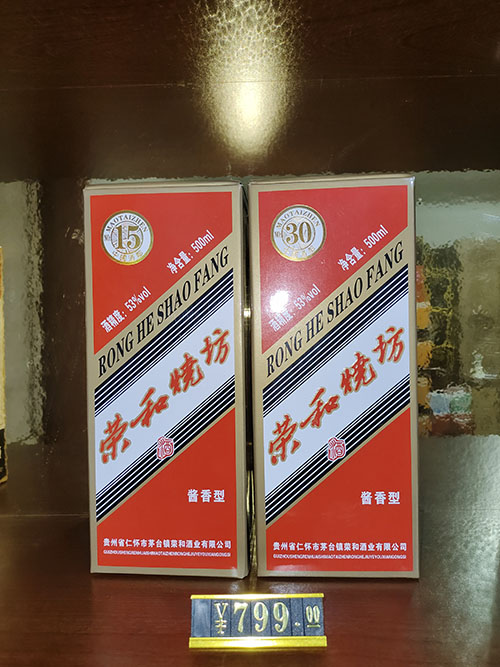 MAOTAIZHEN
15
净含量：500ml
酒精度：53%vol
RONG HE SHAO FANG
荣和烧坊
酱香型
贵州省仁怀市茅台镇荣和酒业有限公司
MAOTAIZHEN
30
净含量：500ml
酒精度：53%vol
RONG HE SHAO FANG
荣和烧坊
酱香型
贵州省仁怀市茅台镇荣和酒业有限公司
¥799.00